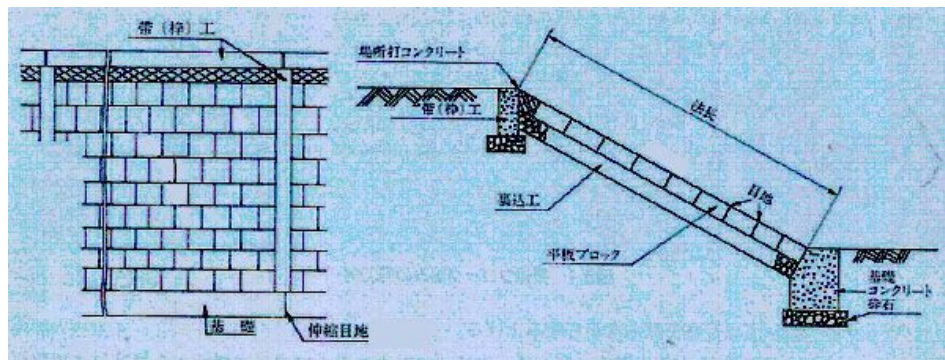 帯(枠)工
基礎
伸縮目地
場所打コンクリート
帯(枠)工
法長
裏込工
目地
平板ブロック
基礎
コンクリート
砕石